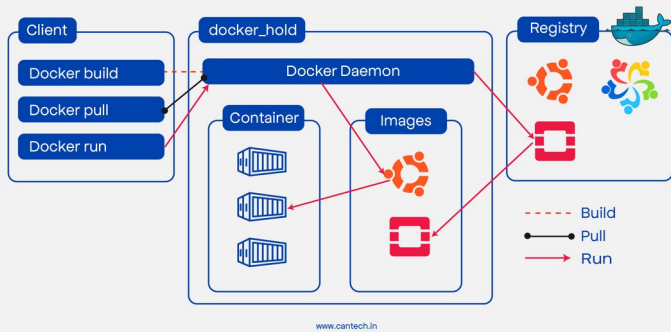 Client
docker_hold
Registry
Docker build
Docker Daemon
Docker pull
Docker run
Container
Images
Build
Pull
Run
www.cantech.in